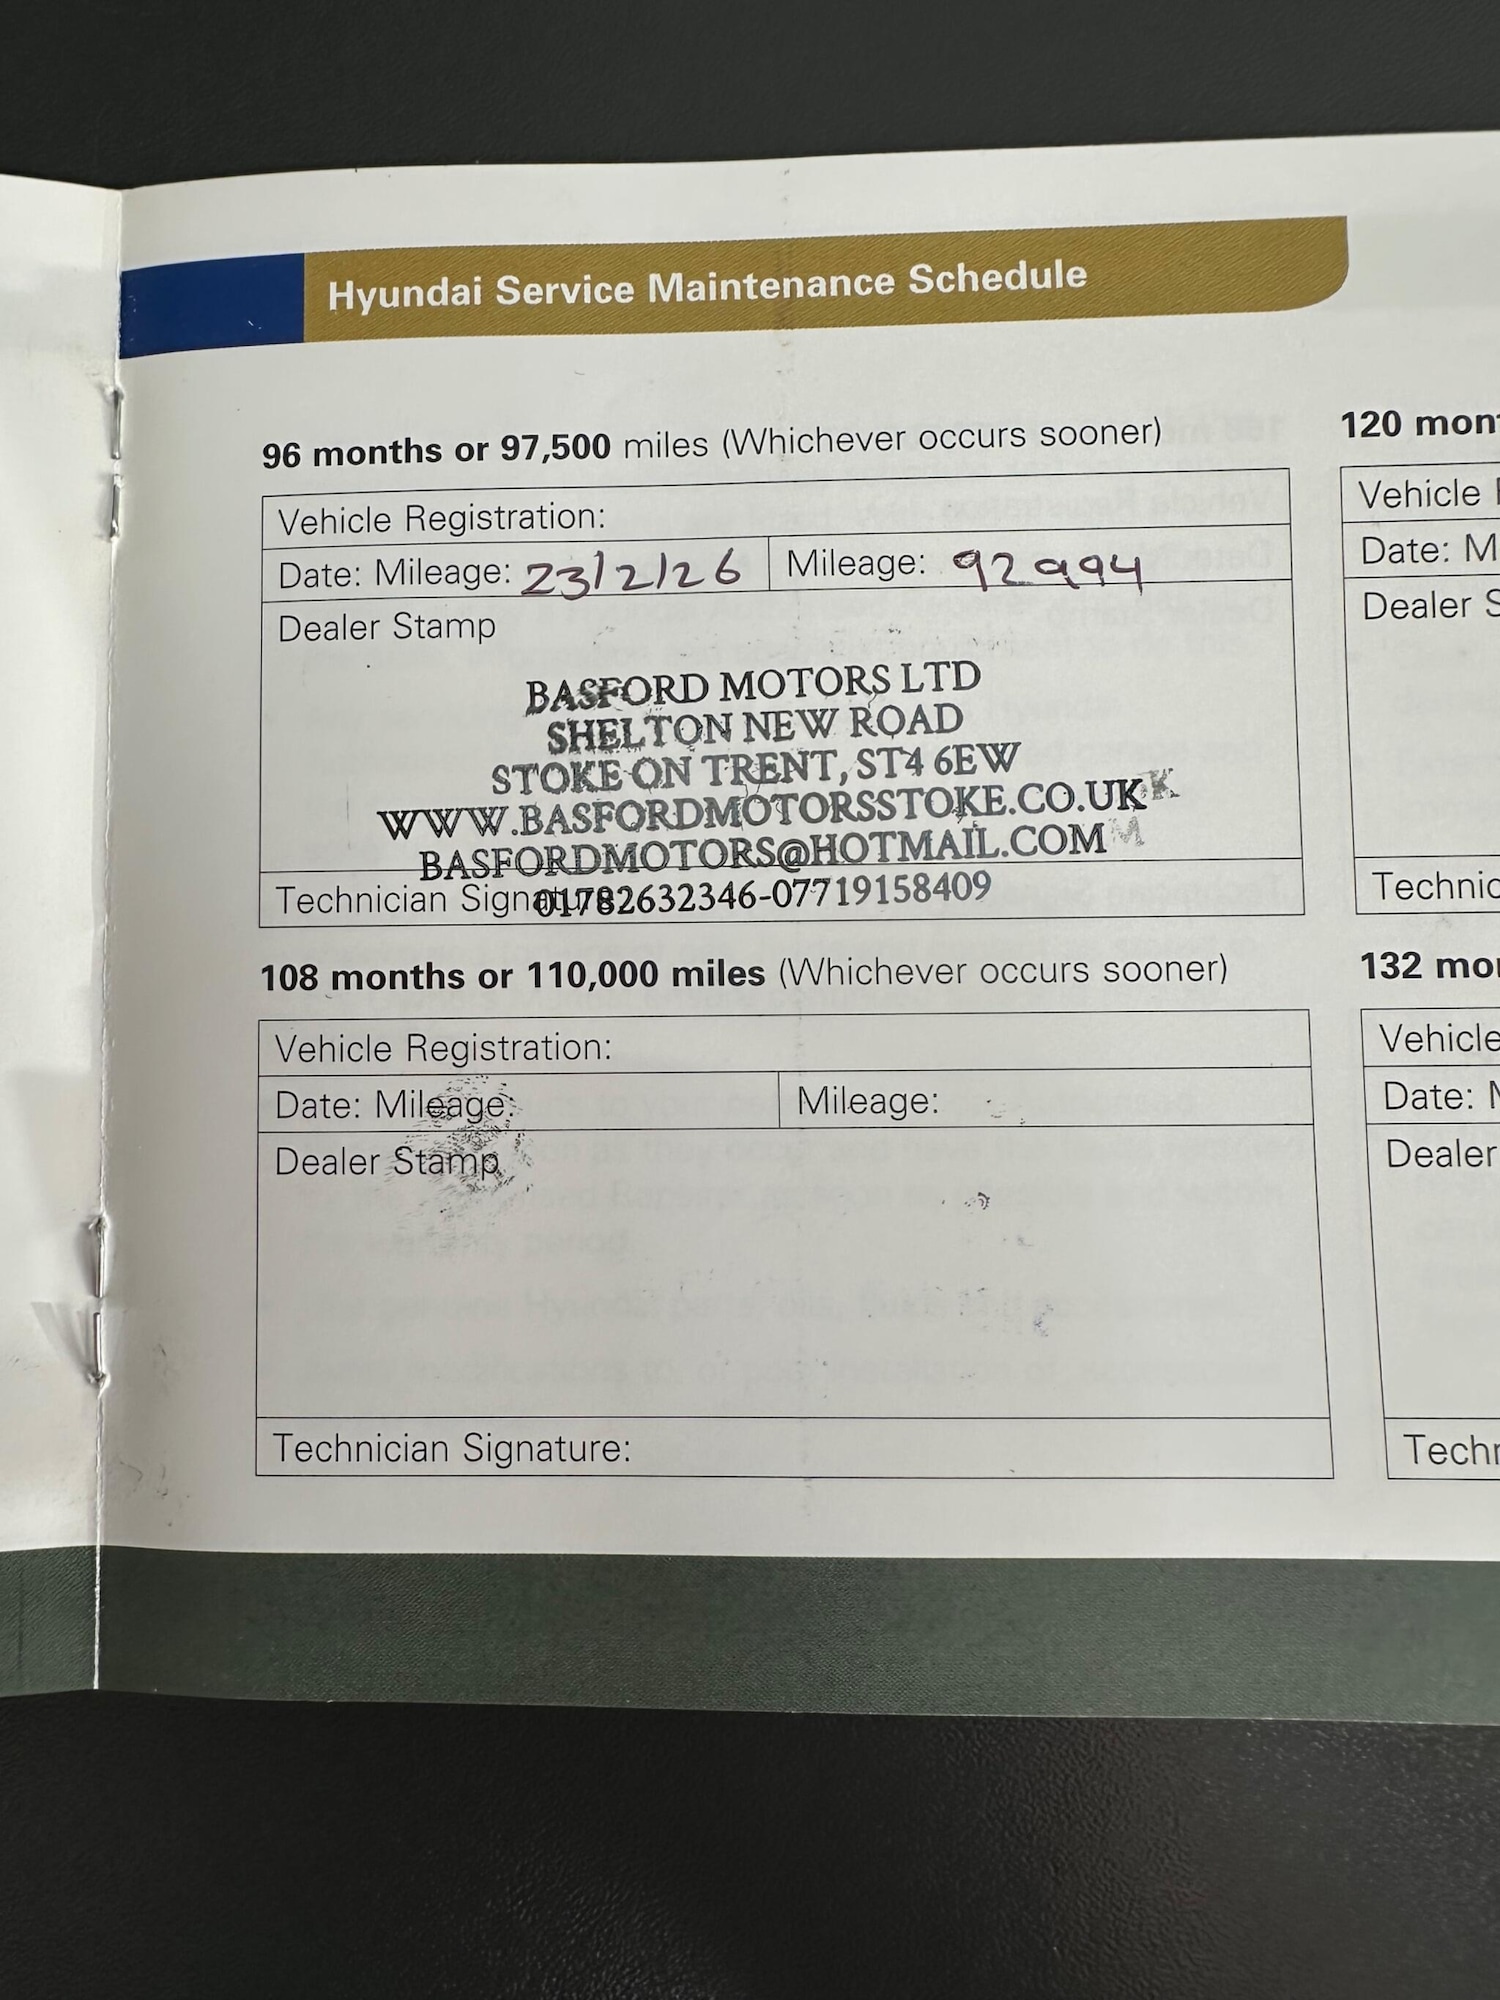 Hyundai Service Maintenance Schedule
96 months or 97,500 miles (Whichever occurs sooner)
Vehicle Registration:
Date: Mileage: 23/2/26 Mileage: 92994
Dealer Stamp
BASFORD MOTORS LTD
SHELTON NEW ROAD
STOKE ON TRENT, ST4 6EW
WWW.BASFORDMOTORSSTOKE.CO.UK
BASFORDMOTORS@HOTMAIL.COM
Technician Signature:
01782632346-07719158409
108 months or 110,000 miles (Whichever occurs sooner)
Vehicle Registration:
Date: Mileage: Mileage:
Dealer Stamp
Technician Signature:
120 mon
Vehicle
Date: M
Dealer S
Technic
132 mo
Vehicle
Date:
Dealer
Techn